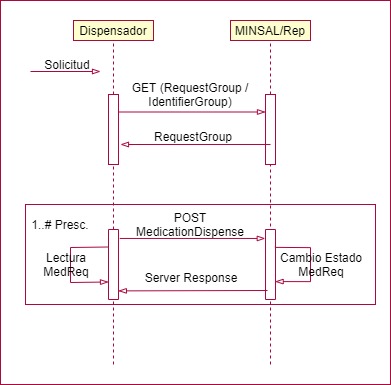 Dispensador
MINSAL/Rep
Solicitud
GET (RequestGroup /
IdentifierGroup)
RequestGroup
1..# Presc.
POST
MedicationDispense
Lectura
MedReq
Cambio Estado
MedReq
Server Response